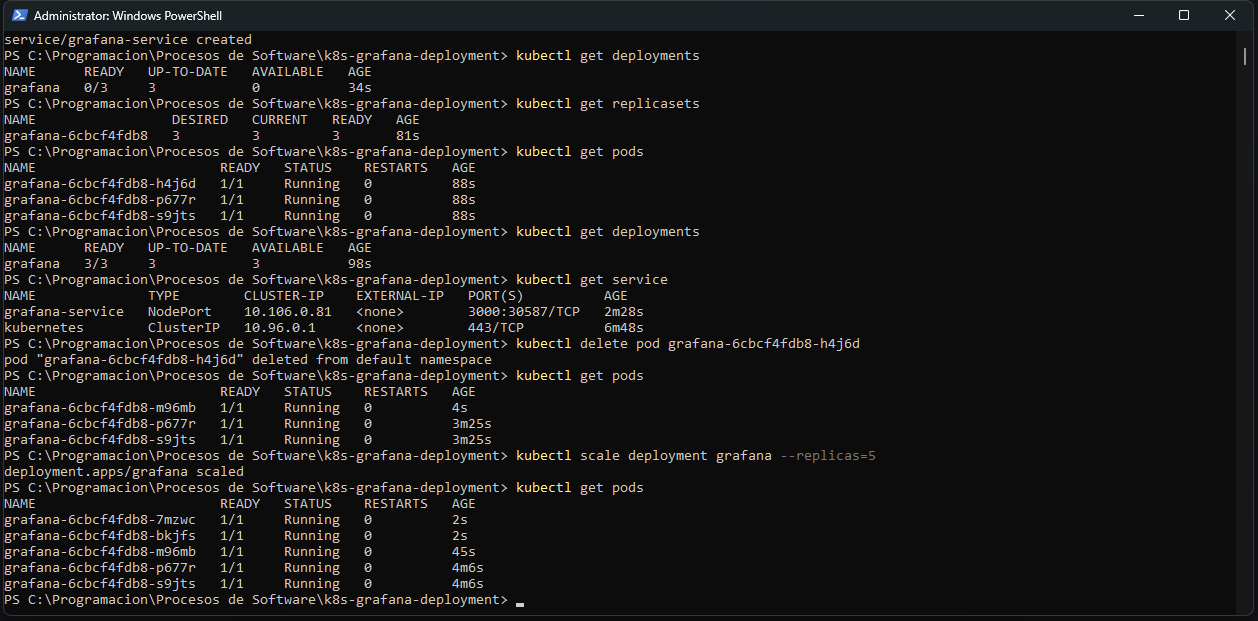 Administrator: Windows PowerShell
service/grafana-service created
PS C:\Programacion\Procesos de Software\k8s-grafana-deployment> kubectl get deployments
NAME      READY   UP-TO-DATE   AVAILABLE   AGE
grafana   0/3     3            0           34s
PS C:\Programacion\Procesos de Software\k8s-grafana-deployment> kubectl get replicasets
NAME                 DESIRED   CURRENT   READY   AGE
grafana-6cbcf4fdb8   3         3         3       81s
PS C:\Programacion\Procesos de Software\k8s-grafana-deployment> kubectl get pods
NAME                       READY   STATUS    RESTARTS   AGE
grafana-6cbcf4fdb8-h4j6d   1/1     Running   0          88s
grafana-6cbcf4fdb8-p677r   1/1     Running   0          88s
grafana-6cbcf4fdb8-s9jts   1/1     Running   0          88s
PS C:\Programacion\Procesos de Software\k8s-grafana-deployment> kubectl get deployments
NAME      READY   UP-TO-DATE   AVAILABLE   AGE
grafana   3/3     3            3           98s
PS C:\Programacion\Procesos de Software\k8s-grafana-deployment> kubectl get service
NAME              TYPE        CLUSTER-IP    EXTERNAL-IP   PORT(S)          AGE
grafana-service   NodePort    10.106.0.81   <none>        3000:30587/TCP   2m28s
kubernetes        ClusterIP   10.96.0.1     <none>        443/TCP          6m48s
PS C:\Programacion\Procesos de Software\k8s-grafana-deployment> kubectl delete pod grafana-6cbcf4fdb8-h4j6d
pod "grafana-6cbcf4fdb8-h4j6d" deleted from default namespace
PS C:\Programacion\Procesos de Software\k8s-grafana-deployment> kubectl get pods
NAME                       READY   STATUS    RESTARTS   AGE
grafana-6cbcf4fdb8-m96mb   1/1     Running   0          4s
grafana-6cbcf4fdb8-p677r   1/1     Running   0          3m25s
grafana-6cbcf4fdb8-s9jts   1/1     Running   0          3m25s
PS C:\Programacion\Procesos de Software\k8s-grafana-deployment> kubectl scale deployment grafana --replicas=5
deployment.apps/grafana scaled
PS C:\Programacion\Procesos de Software\k8s-grafana-deployment> kubectl get pods
NAME                       READY   STATUS    RESTARTS   AGE
grafana-6cbcf4fdb8-7mzwc   1/1     Running   0          2s
grafana-6cbcf4fdb8-bkjfs   1/1     Running   0          2s
grafana-6cbcf4fdb8-m96mb   1/1     Running   0          45s
grafana-6cbcf4fdb8-p677r   1/1     Running   0          4m6s
grafana-6cbcf4fdb8-s9jts   1/1     Running   0          4m6s
PS C:\Programacion\Procesos de Software\k8s-grafana-deployment>